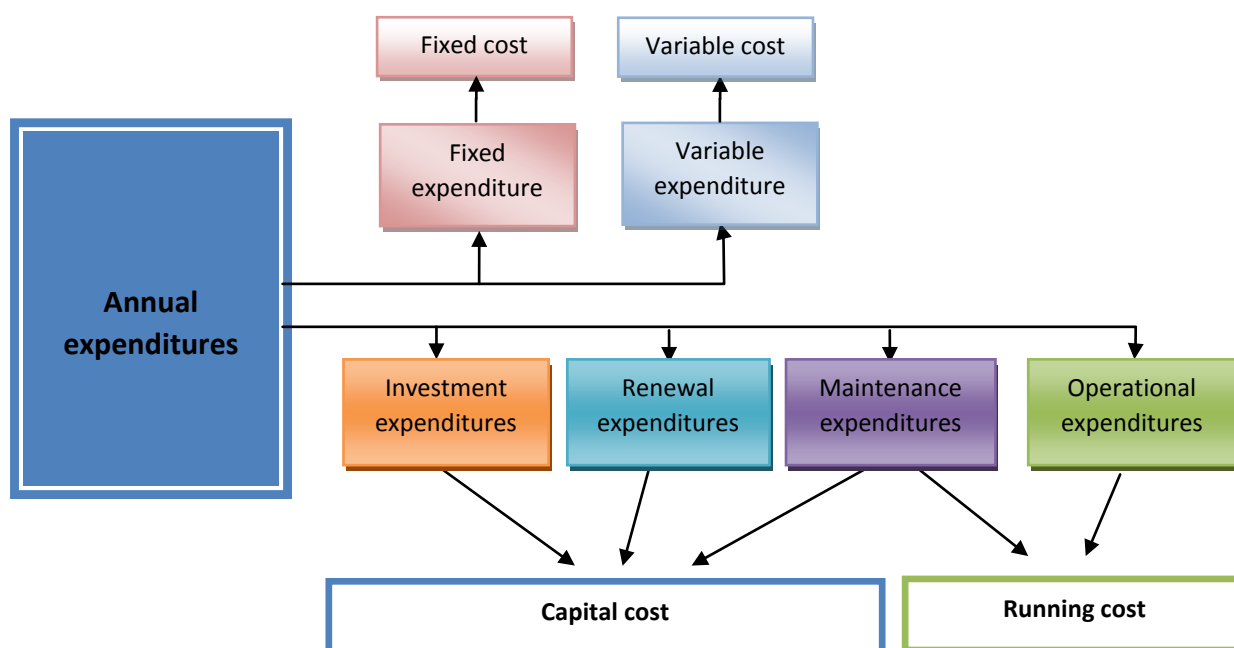 Fixed cost
Variable cost
Fixed
expenditure
Variable
expenditure
Annual
expenditures
Investment
expenditures
Renewal
expenditures
Maintenance
expenditures
Operational
expenditures
Capital cost
Running cost